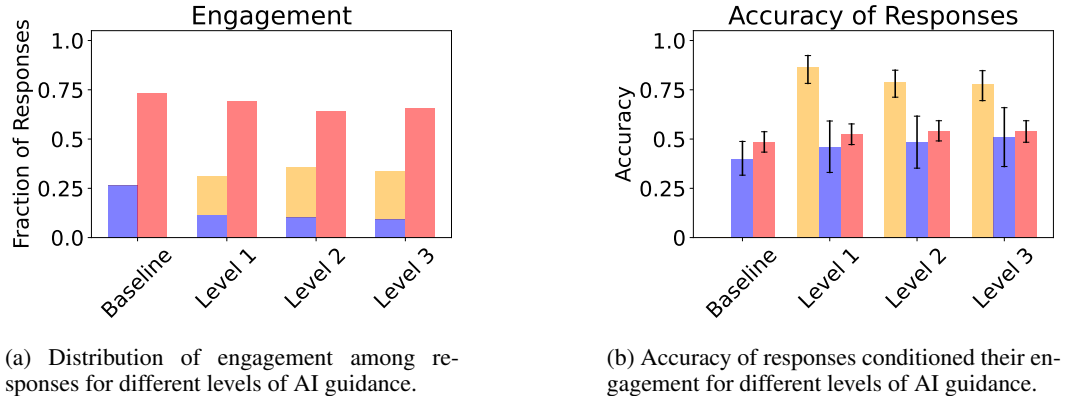 Engagement
Fraction of Responses
1.0
0.75
0.5
0.25
0.0
Baseline
Level 1
Level 2
Level 3
(a) Distribution of engagement among re-
sponses for different levels of AI guidance.
Accuracy of Responses
Accuracy
1.0
0.75
0.5
0.25
0
Baseline
Level 1
Level 2
Level 3
(b) Accuracy of responses conditioned their en-
gagement for different levels of AI guidance.